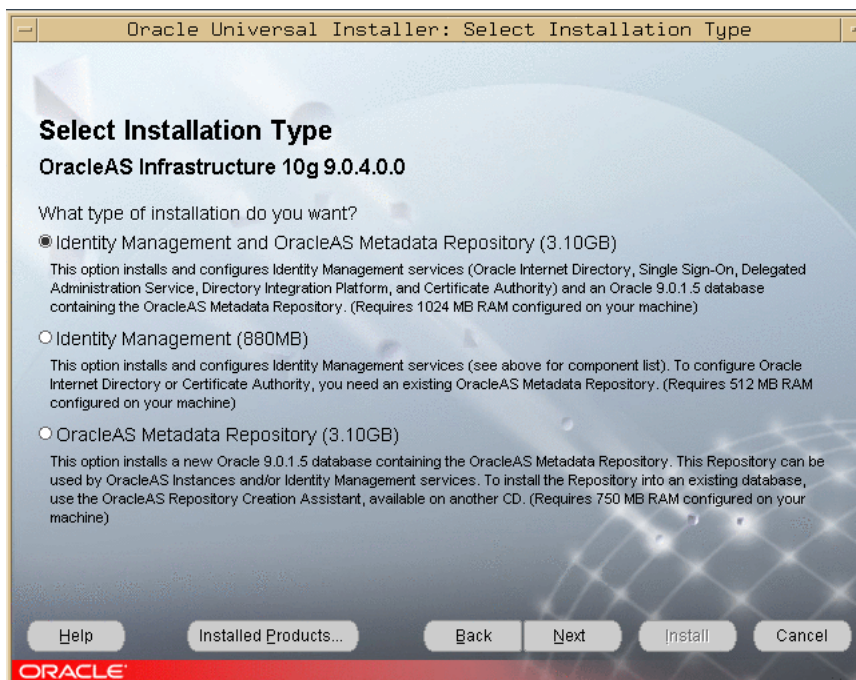 Oracle Universal Installer: Select Installation Type
Select Installation Type
OracleAS Infrastructure 10g 9.0.4.0.0
What type of installation do you want?
Identity Management and OracleAS Metadata Repository (3.10GB)
This option installs and configures Identity Management services (Oracle Internet Directory, Single Sign-On, Delegated
Administration Service, Directory Integration Platform, and Certificate Authority) and an Oracle 9.0.1.5 database
containing the OracleAS Metadata Repository. (Requires 1024 MB RAM configured on your machine)
Identity Management (880MB)
This option installs and configures Identity Management services (see above for component list). To configure Oracle
Internet Directory or Certificate Authority, you need an existing OracleAS Metadata Repository. (Requires 512 MB RAM
configured on your machine)
OracleAS Metadata Repository (3.10GB)
This option installs a new Oracle 9.0.1.5 database containing the OracleAS Metadata Repository. This Repository can be
used by OracleAS Instances and/or Identity Management services. To install the Repository into an existing database,
use the OracleAS Repository Creation Assistant, available on another CD. (Requires 750 MB RAM configured on your
machine)
Help Installed Products... Back Next Install Cancel
ORACLE